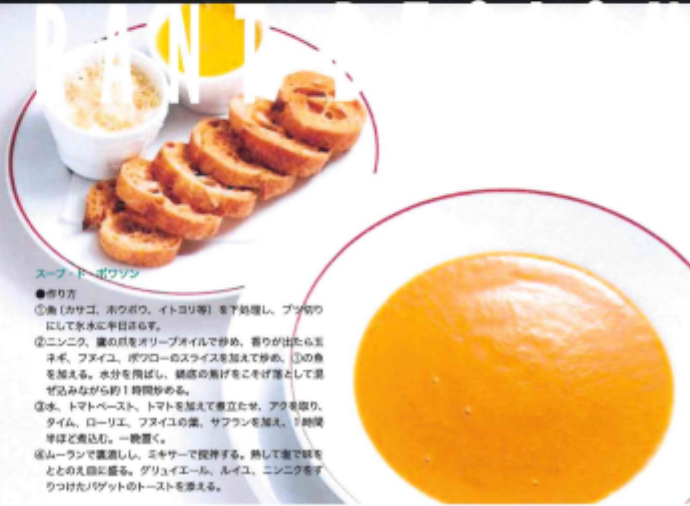 RANT DESIGN
スープ・ド・ポワソン
●作り方
①魚(カサゴ、ホウボウ、イトヨリ等)を下処理し、ブツ切り
にして氷水に半日さらす。
②ニンニク、鷹の爪をオリーブオイルで炒め、香りが出たら玉
ネギ、フヌイユ、ポワローのスライスを加えて炒め、①の魚
を加える。水分を飛ばし、鍋底の焦げをこそげ落として混
ぜ込みながら約1時間炒める。
③水、トマトペースト、トマトを加えて煮立たせ、アクを取り、
タイム、ローリエ、フヌイユの葉、サフランを加え、1時間
半ほど煮込む。一晩置く。
④ムーランで裏漉しし、ミキサーで撹拌する。熱して塩で味を
ととのえ皿に盛る。グリュイエール、ルイユ、ニンニクをす
りつけたバゲットのトーストを添える。